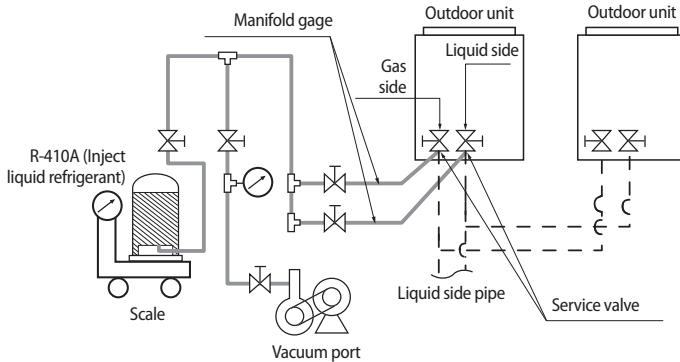 Outdoor unit
Outdoor unit
Manifold gage
Liquid side
Gas
side
R-410A (Inject
liquid refrigerant)
Liquid side pipe
Service valve
Scale
Vacuum port